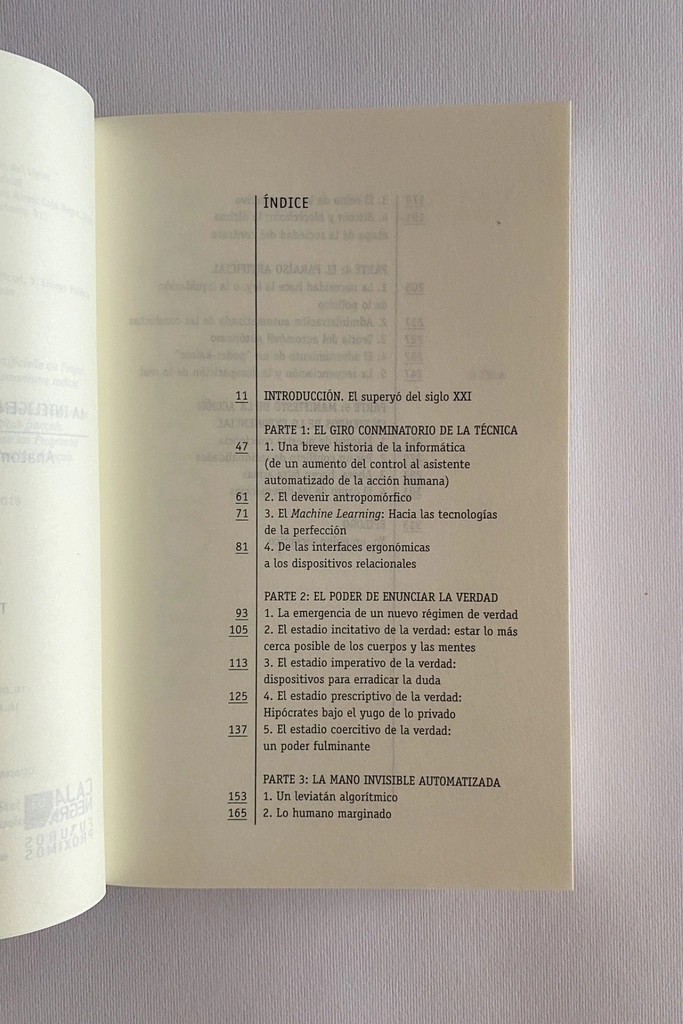 ÍNDICE
11 INTRODUCCIÓN. El superyó del siglo XXI
PARTE 1: EL GIRO CONMINATORIO DE LA TÉCNICA
47 1. Una breve historia de la informática
(de un aumento del control al asistente
automatizado de la acción humana)
61 2. El devenir antropomórfico
71 3. El Machine Learning: Hacia las tecnologías
de la perfección
81 4. De las interfaces ergonómicas
a los dispositivos relacionales
PARTE 2: EL PODER DE ENUNCIAR LA VERDAD
93 1. La emergencia de un nuevo régimen de verdad
105 2. El estadio incitativo de la verdad: estar lo más
cerca posible de los cuerpos y las mentes
113 3. El estadio imperativo de la verdad:
dispositivos para erradicar la duda
125 4. El estadio prescriptivo de la verdad:
Hipócrates bajo el yugo de lo privado
137 5. El estadio coercitivo de la verdad:
un poder fulminante
PARTE 3: LA MANO INVISIBLE AUTOMATIZADA
153 1. Un leviatán algorítmico
165 2. Lo humano marginado